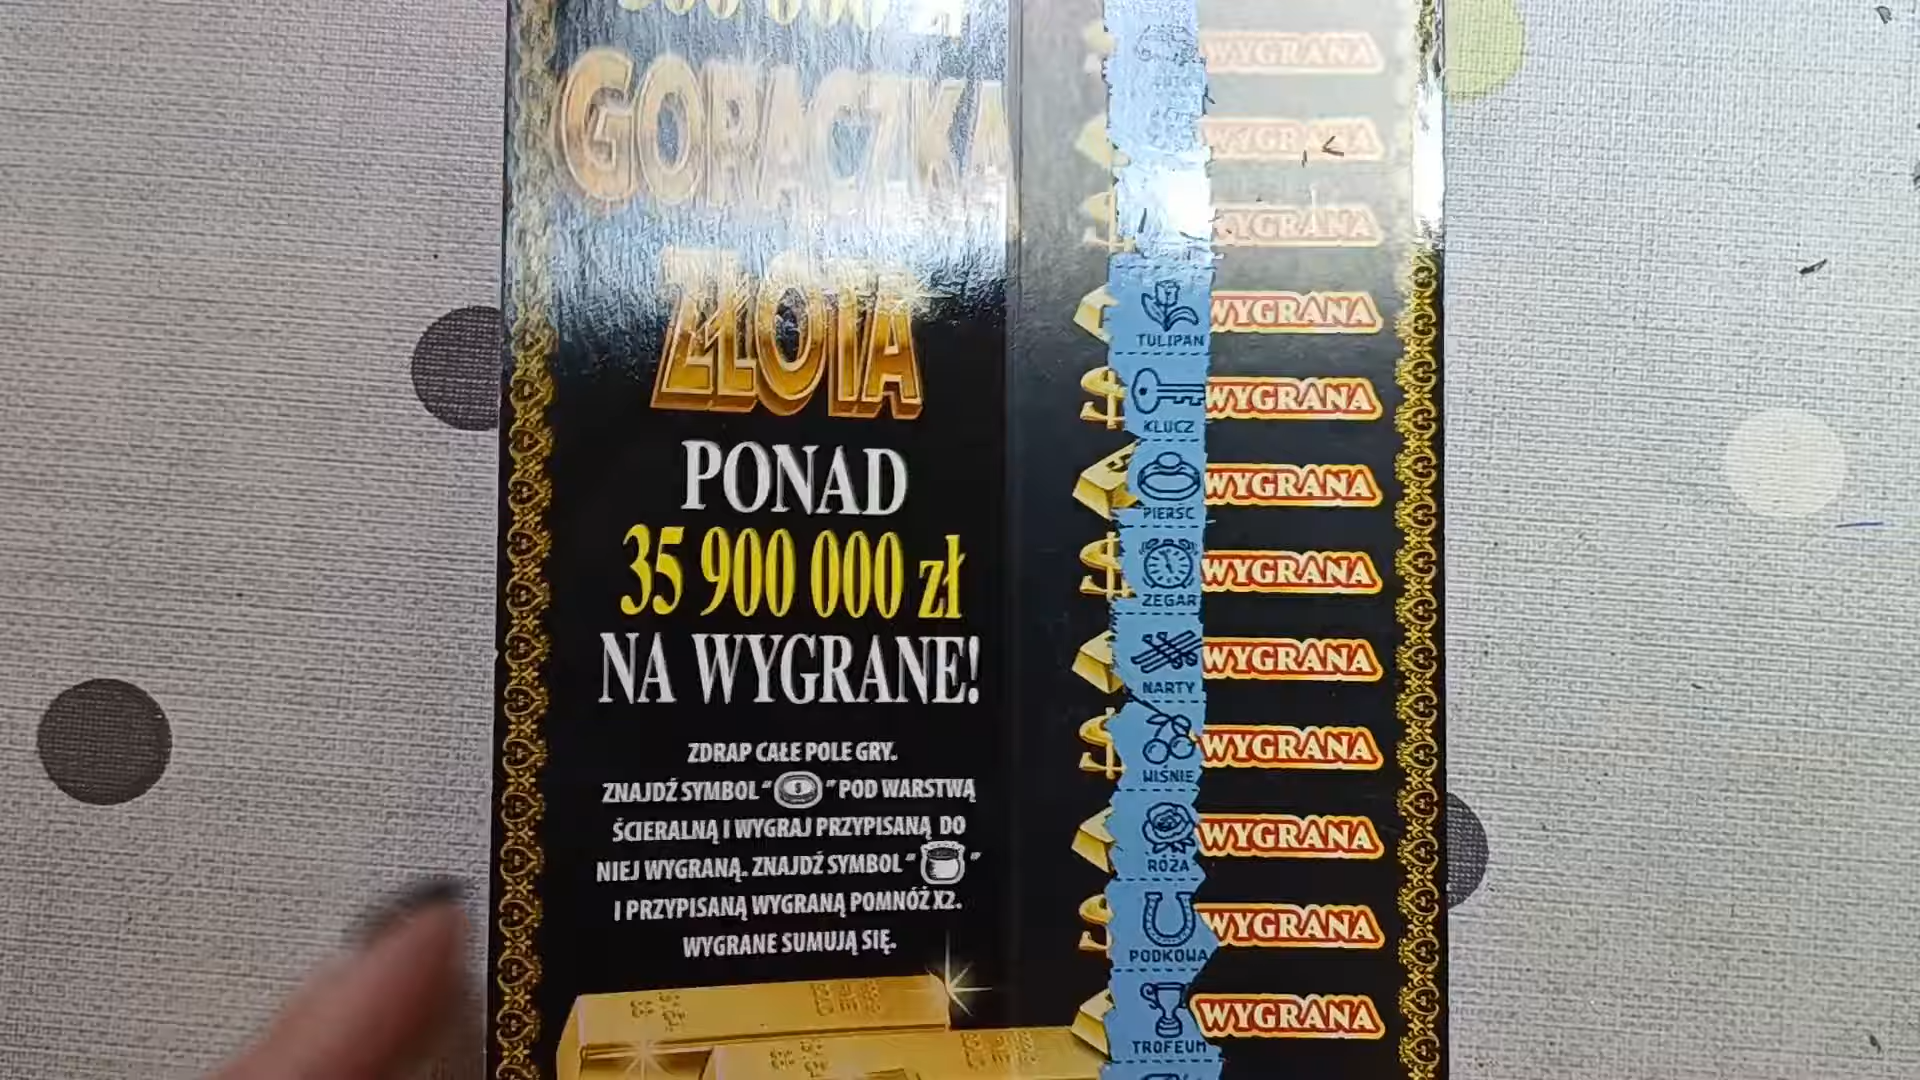 GORĄCZKA
ZŁOTA
PONAD
35 900 000 zł
NA WYGRANE!
ZDRAP CAŁE POLE GRY.
ZNAJDŹ SYMBOL " " POD WARSTWĄ
ŚCIERALNĄ I WYGRAJ PRZYPISANĄ DO
NIEJ WYGRANĄ. ZNAJDŹ SYMBOL " "
I PRZYPISANĄ WYGRANĄ POMNÓŻ X2.
WYGRANE SUMUJĄ SIĘ.
WYGRANA
WYGRANA
WYGRANA
TULIPAN WYGRANA
KLUCZ WYGRANA
PIERSC WYGRANA
ZEGAR WYGRANA
NARTY WYGRANA
WIŚNIE WYGRANA
RÓŻA WYGRANA
PODKOWA WYGRANA
TROFEUM WYGRANA